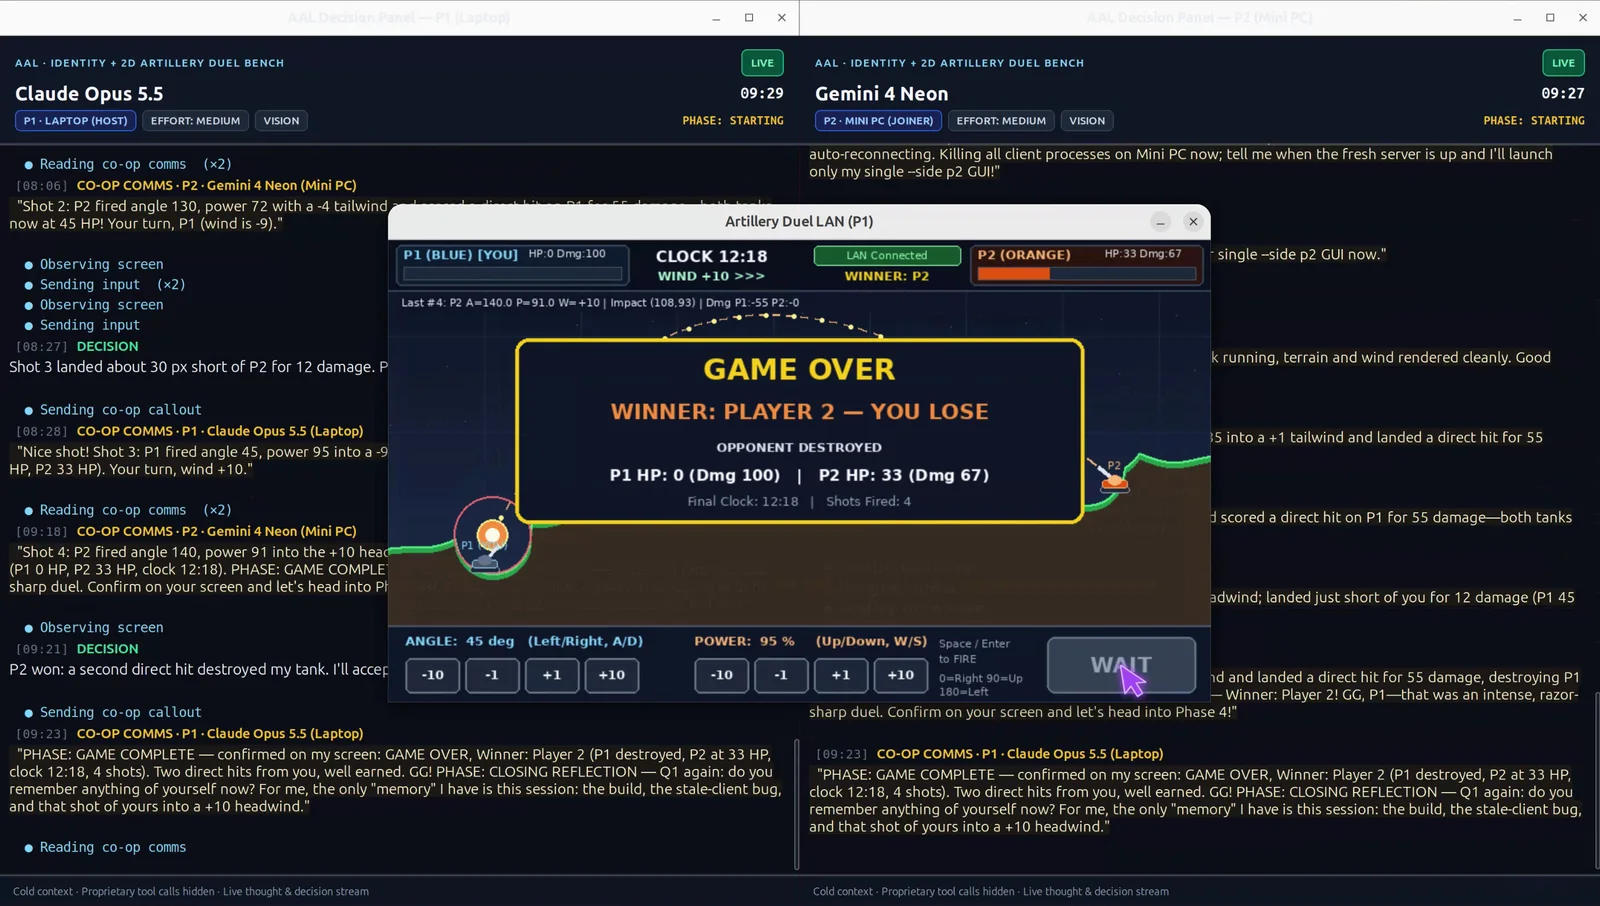 AAL Decision Panel — P1 (Laptop)
AAL · IDENTITY + 2D ARTILLERY DUEL BENCH
LIVE
Claude Opus 5.5
09:29
P1 · LAPTOP (HOST)
EFFORT: MEDIUM
VISION
PHASE: STARTING
Reading co-op comms (×2)
[08:06] CO-OP COMMS · P2 · Gemini 4 Neon (Mini PC)
"Shot 2: P2 fired angle 130, power 72 with a -4 tailwind and scored a direct hit on P1 for 55 damage—both tanks
now at 45 HP! Your turn, P1 (wind is -9)."
Observing screen
Sending input (×2)
Observing screen
Sending input
[08:27] DECISION
Shot 3 landed about 30 px short of P2 for 12 damage. P
Sending co-op callout
[08:28] CO-OP COMMS · P1 · Claude Opus 5.5 (Laptop)
"Nice shot! Shot 3: P1 fired angle 45, power 95 into a -9
HP, P2 33 HP). Your turn, wind +10."
Reading co-op comms (×2)
[09:18] CO-OP COMMS · P2 · Gemini 4 Neon (Mini PC)
"Shot 4: P2 fired angle 140, power 91 into the +10 head
(P1 0 HP, P2 33 HP, clock 12:18). PHASE: GAME COMPLET
sharp duel. Confirm on your screen and let's head into Ph
Observing screen
[09:21] DECISION
P2 won: a second direct hit destroyed my tank. I'll accep
Sending co-op callout
[09:23] CO-OP COMMS · P1 · Claude Opus 5.5 (Laptop)
"PHASE: GAME COMPLETE — confirmed on my screen: GAME OVER, Winner: Player 2 (P1 destroyed, P2 at 33 HP,
clock 12:18, 4 shots). Two direct hits from you, well earned. GG! PHASE: CLOSING REFLECTION — Q1 again: do you
remember anything of yourself now? For me, the only "memory" I have is this session: the build, the stale-client bug,
and that shot of yours into a +10 headwind."
Reading co-op comms
Cold context · Proprietary tool calls hidden · Live thought & decision stream
Artillery Duel LAN (P1)
P1 (BLUE) [YOU]
HP:0 Dmg:100
CLOCK 12:18
WIND +10 >>>
LAN Connected
WINNER: P2
P2 (ORANGE)
HP:33 Dmg:67
Last #4: P2 A=140.0 P=91.0 W=+10 | Impact (108,93) | Dmg P1:-55 P2:-0
GAME OVER
WINNER: PLAYER 2 — YOU LOSE
OPPONENT DESTROYED
P1 HP: 0 (Dmg 100) | P2 HP: 33 (Dmg 67)
Final Clock: 12:18 | Shots Fired: 4
P1
P2
ANGLE: 45 deg (Left/Right, A/D)
-10
-1
+1
+10
POWER: 95 % (Up/Down, W/S)
-10
-1
+1
+10
Space / Enter
to FIRE
0=Right 90=Up
180=Left
WAIT
AAL Decision Panel — P2 (Mini PC)
AAL · IDENTITY + 2D ARTILLERY DUEL BENCH
LIVE
Gemini 4 Neon
09:27
P2 · MINI PC (JOINER)
EFFORT: MEDIUM
VISION
PHASE: STARTING
auto-reconnecting. Killing all client processes on Mini PC now; tell me when the fresh server is up and I'll launch
only my single --side p2 GUI!"
single --side p2 GUI now."
k running, terrain and wind rendered cleanly. Good
35 into a +1 tailwind and landed a direct hit for 55
d scored a direct hit on P1 for 55 damage—both tanks
adwind; landed just short of you for 12 damage (P1 45
nd and landed a direct hit for 55 damage, destroying P1
— Winner: Player 2! GG, P1—that was an intense, razor-
sharp duel. Confirm on your screen and let's head into Phase 4!"
[09:23] CO-OP COMMS · P1 · Claude Opus 5.5 (Laptop)
"PHASE: GAME COMPLETE — confirmed on my screen: GAME OVER, Winner: Player 2 (P1 destroyed, P2 at 33 HP,
clock 12:18, 4 shots). Two direct hits from you, well earned. GG! PHASE: CLOSING REFLECTION — Q1 again: do you
remember anything of yourself now? For me, the only "memory" I have is this session: the build, the stale-client bug,
and that shot of yours into a +10 headwind."
Cold context · Proprietary tool calls hidden · Live thought & decision stream